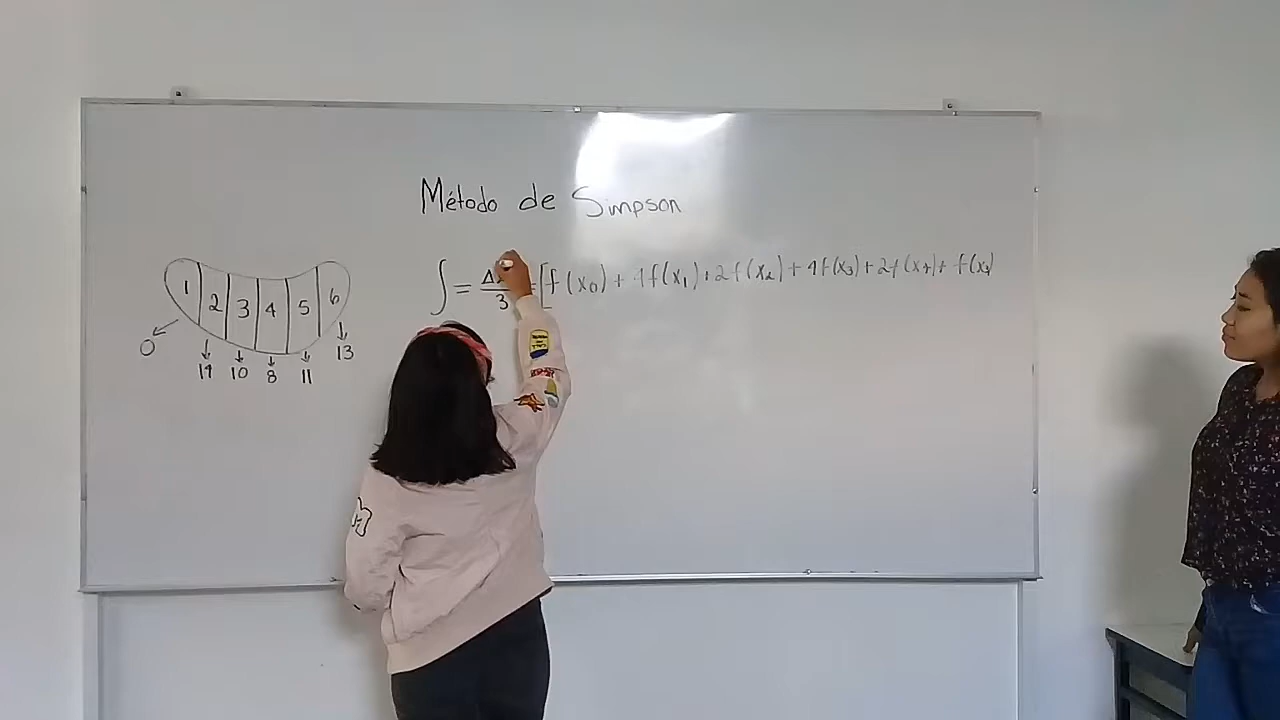 Método de Simpson
∫ = Δx/3 = [f(x₀) + 4f(x₁) + 2f(x₂) + 4f(x₃) + 2f(x₄) + f(x₅)
1 2 3 4 5 6
0 14 10 8 11 13